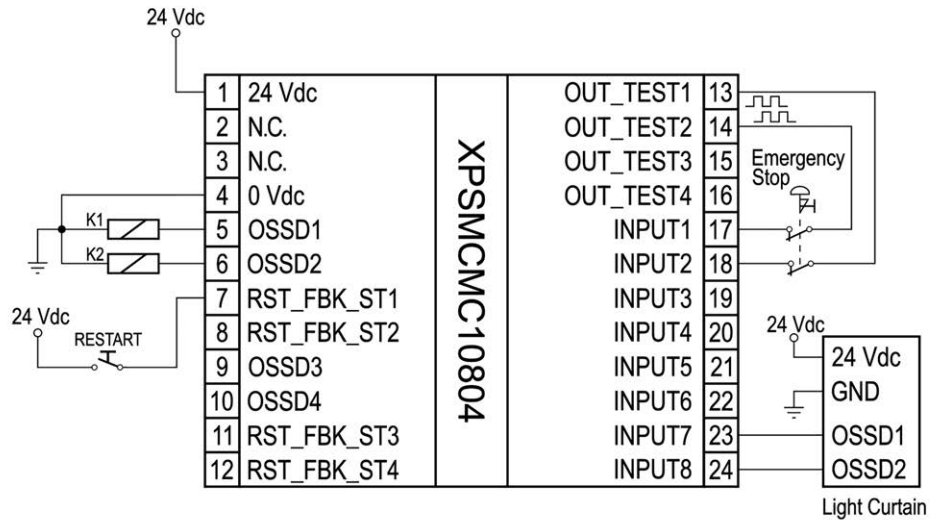 24 Vdc
1 24 Vdc
2 N.C.
3 N.C.
4 0 Vdc
5 OSSD1
6 OSSD2
7 RST_FBK_ST1
8 RST_FBK_ST2
9 OSSD3
10 OSSD4
11 RST_FBK_ST3
12 RST_FBK_ST4
K1
K2
24 Vdc
RESTART
XPSMCMC10804
OUT_TEST1 13
OUT_TEST2 14
OUT_TEST3 15
OUT_TEST4 16
INPUT1 17
INPUT2 18
INPUT3 19
INPUT4 20
INPUT5 21
INPUT6 22
INPUT7 23
INPUT8 24
Emergency
Stop
24 Vdc
24 Vdc
GND
OSSD1
OSSD2
Light Curtain